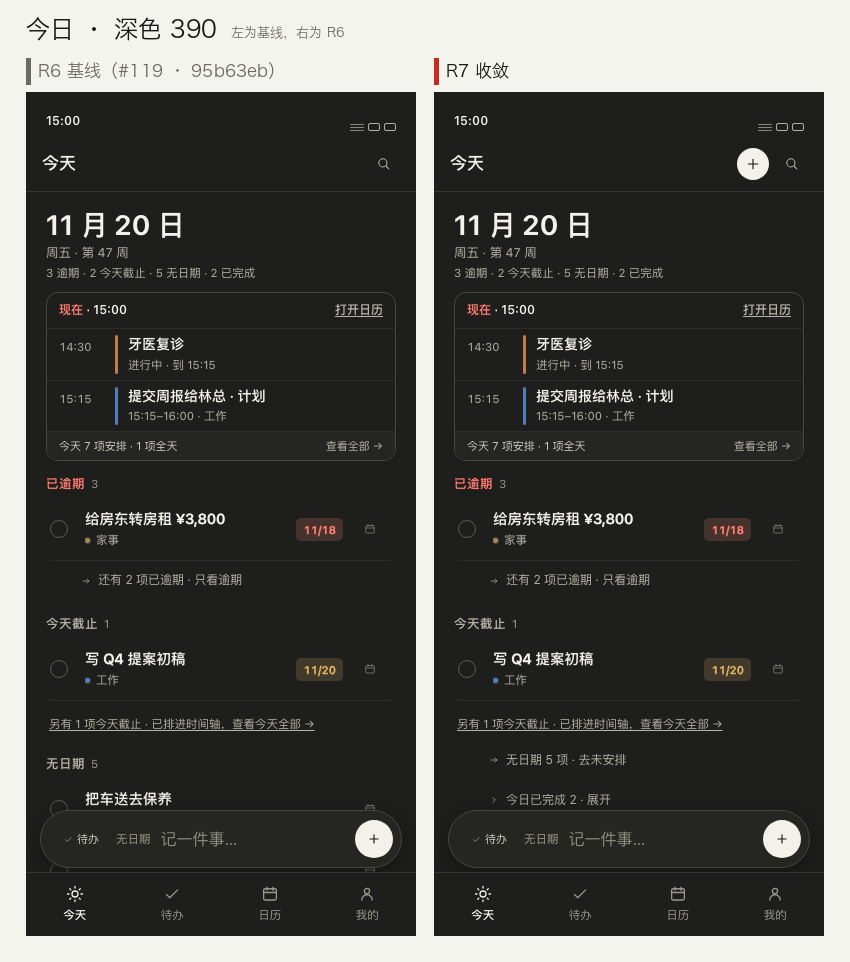 今日 · 深色 390 左为基线，右为 R6
R6 基线（#119 · 95b63eb）
15:00
今天
11 月 20 日
周五 · 第 47 周
3 逾期 · 2 今天截止 · 5 无日期 · 2 已完成
现在 · 15:00 打开日历
14:30 牙医复诊
进行中 · 到 15:15
15:15 提交周报给林总 · 计划
15:15–16:00 · 工作
今天 7 项安排 · 1 项全天 查看全部 →
已逾期 3
给房东转房租 ¥3,800 11/18
家事
→ 还有 2 项已逾期 · 只看逾期
今天截止 1
写 Q4 提案初稿 11/20
工作
另有 1 项今天截止 · 已排进时间轴，查看今天全部 →
无日期 5
把车送去保养
待办 无日期 记一件事…
今天 待办 日历 我的
R7 收敛
15:00
今天
11 月 20 日
周五 · 第 47 周
3 逾期 · 2 今天截止 · 5 无日期 · 2 已完成
现在 · 15:00 打开日历
14:30 牙医复诊
进行中 · 到 15:15
15:15 提交周报给林总 · 计划
15:15–16:00 · 工作
今天 7 项安排 · 1 项全天 查看全部 →
已逾期 3
给房东转房租 ¥3,800 11/18
家事
→ 还有 2 项已逾期 · 只看逾期
今天截止 1
写 Q4 提案初稿 11/20
工作
另有 1 项今天截止 · 已排进时间轴，查看今天全部 →
→ 无日期 5 项 · 去未安排
› 今日已完成 2 · 展开
待办 无日期 记一件事…
今天 待办 日历 我的